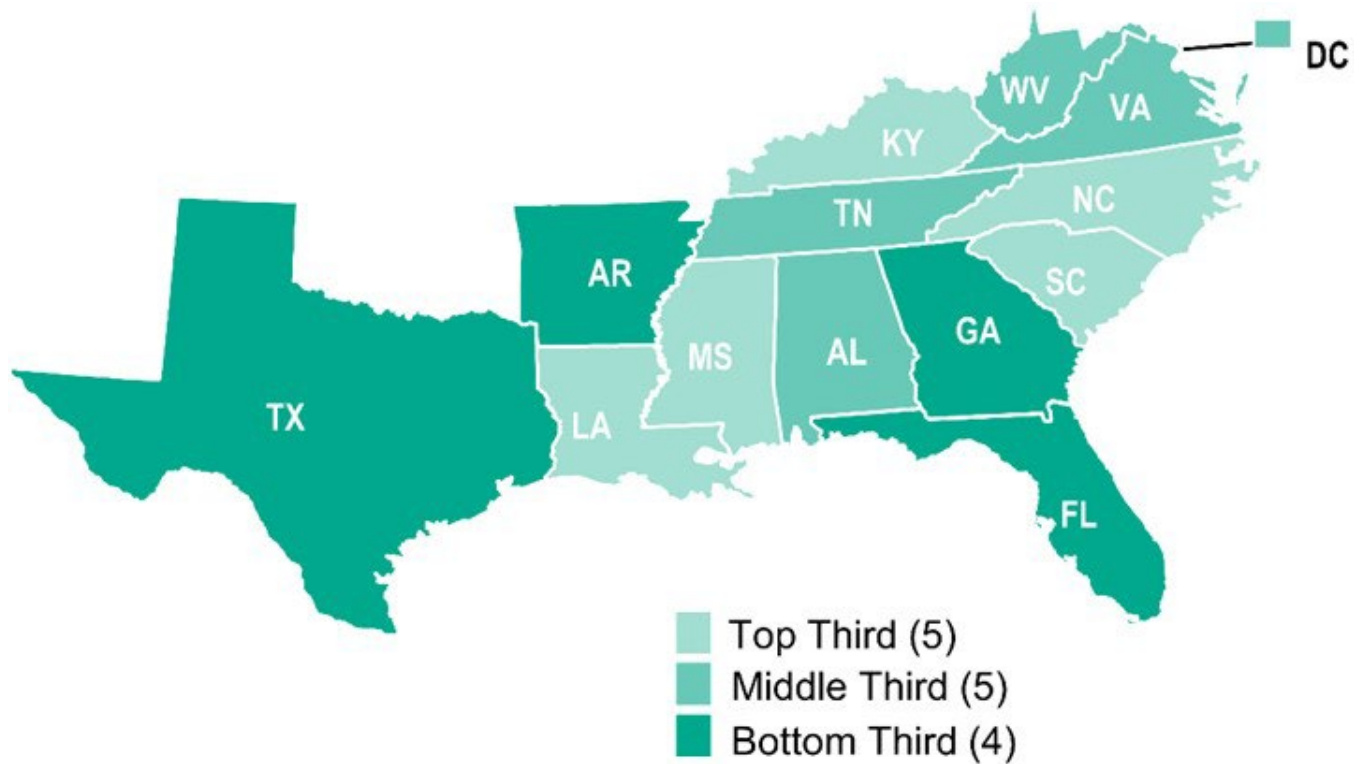 DC
WV
VA
KY
NC
TN
SC
AR
GA
MS
AL
TX
LA
FL
Top Third (5)
Middle Third (5)
Bottom Third (4)